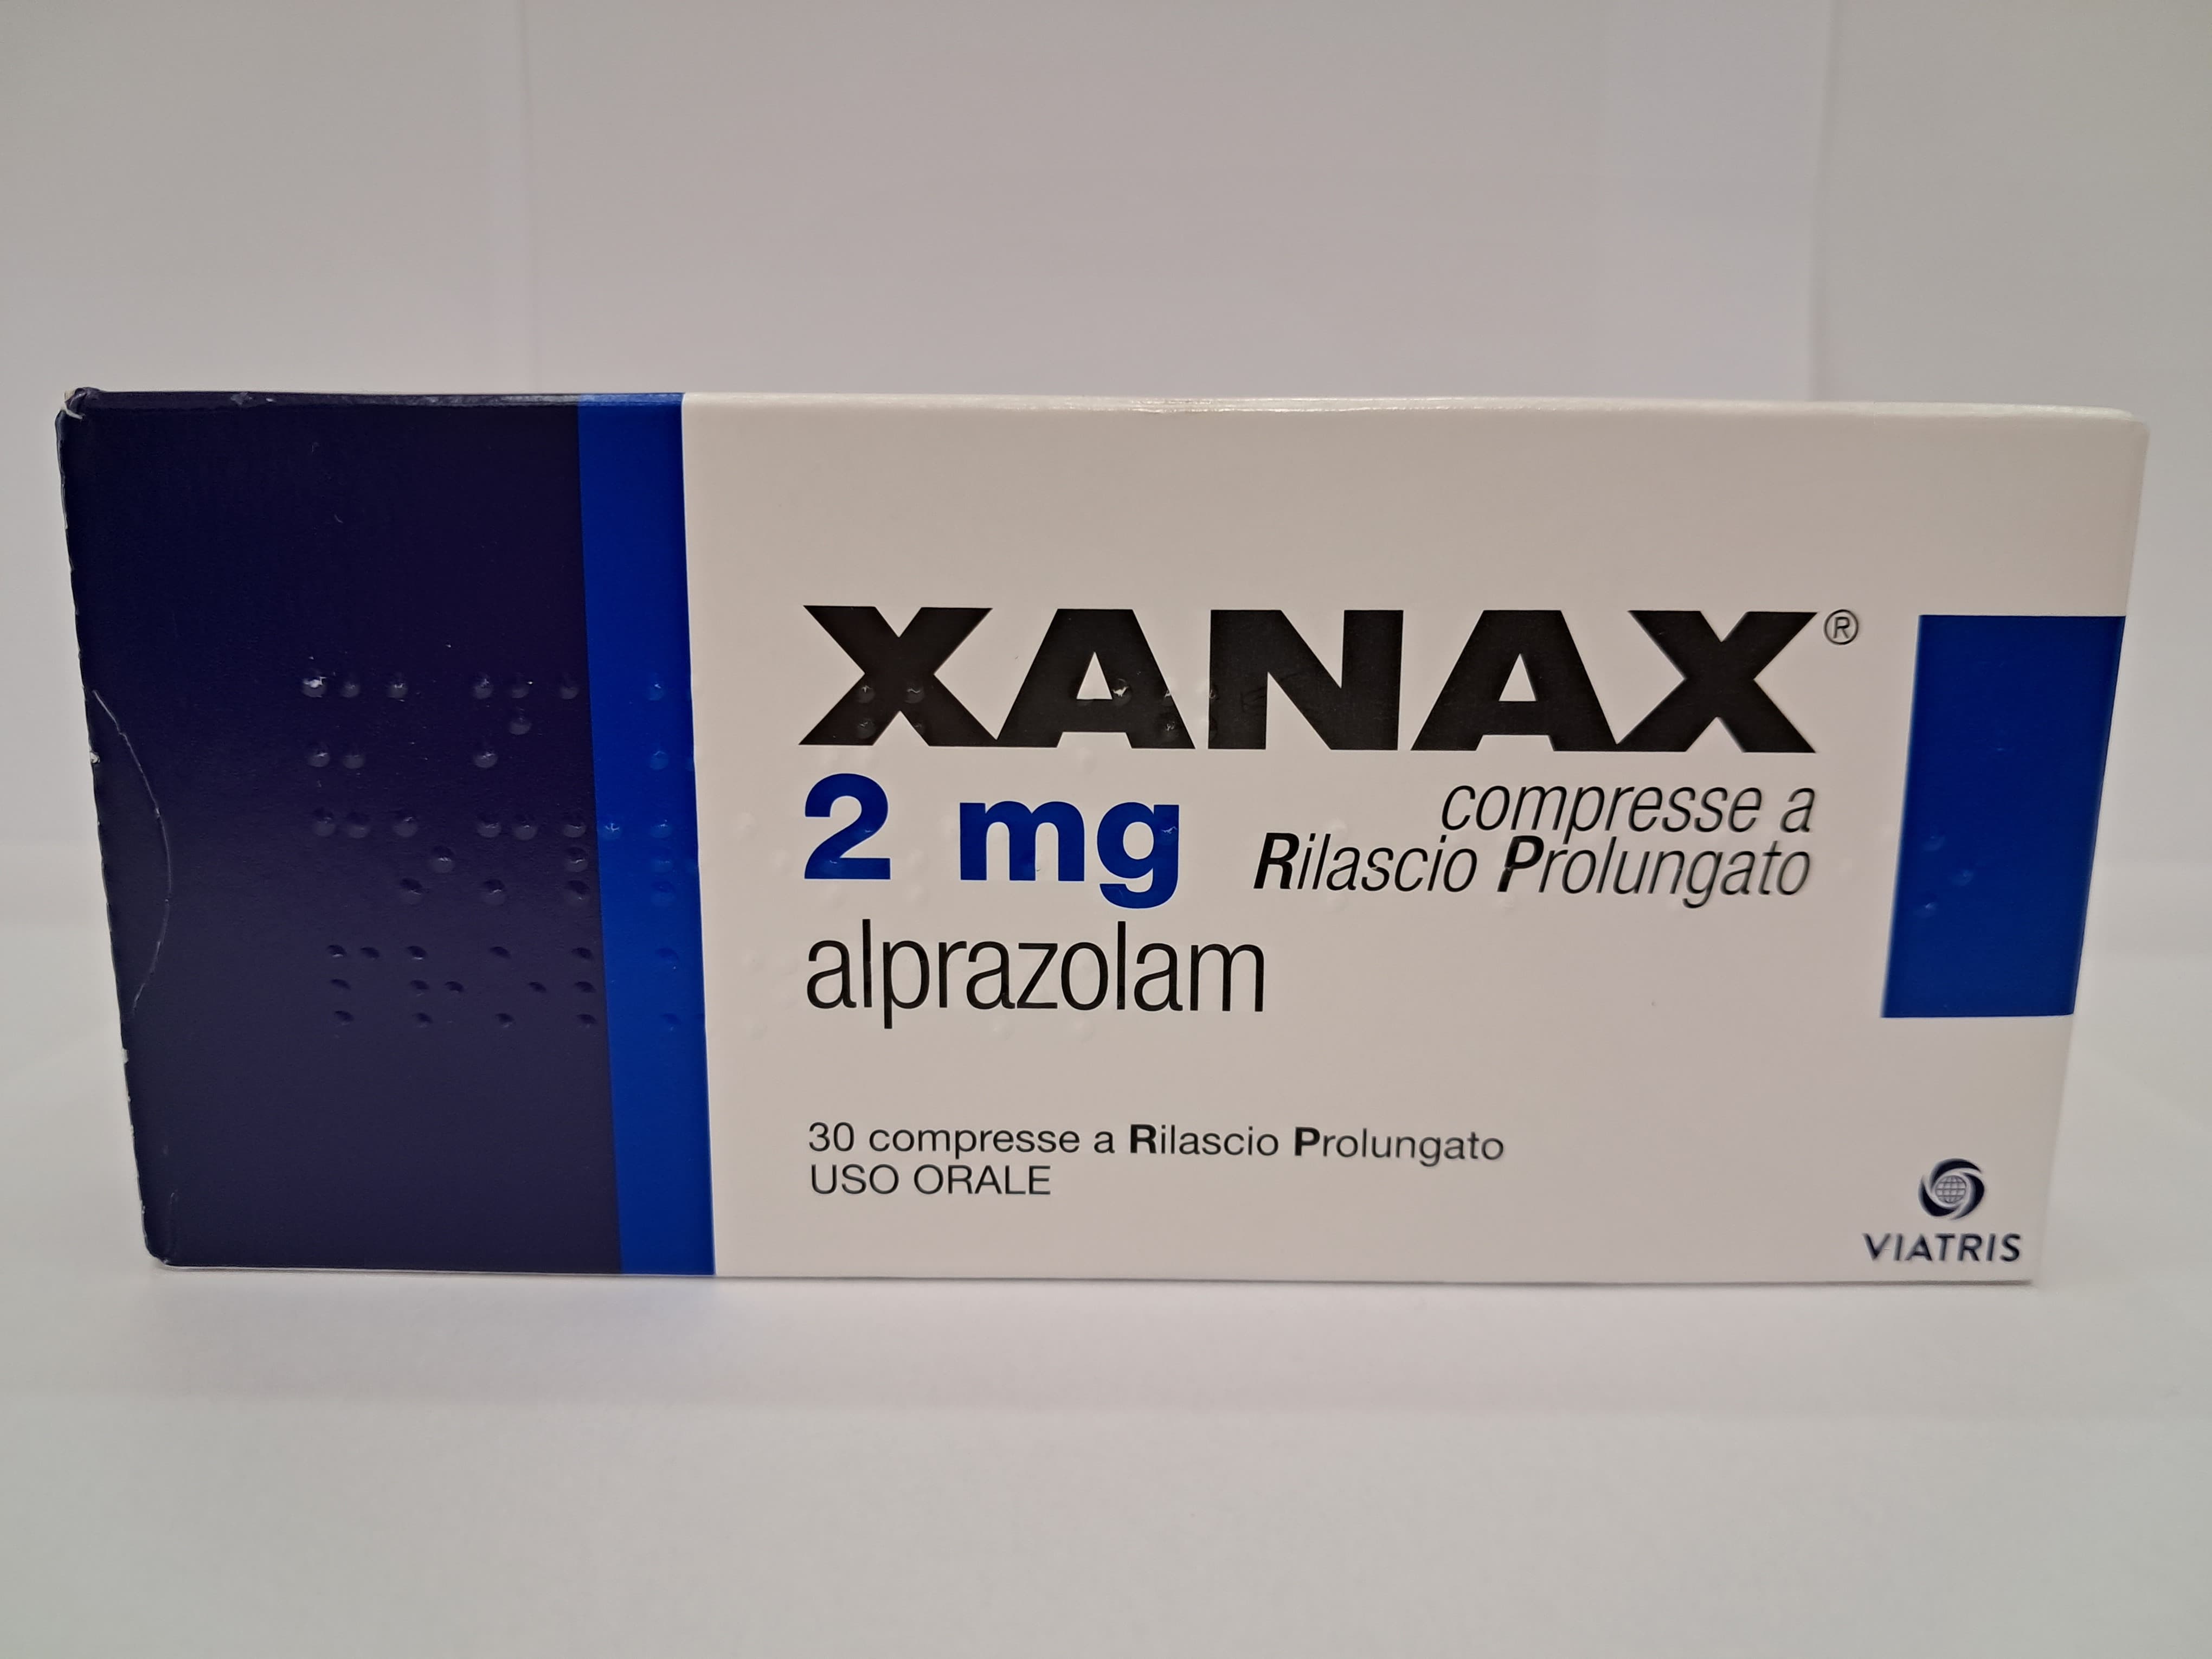 XANAX®
2 mg
compresse a
Rilascio Prolungato
alprazolam
30 compresse a Rilascio Prolungato
USO ORALE
VIATRIS